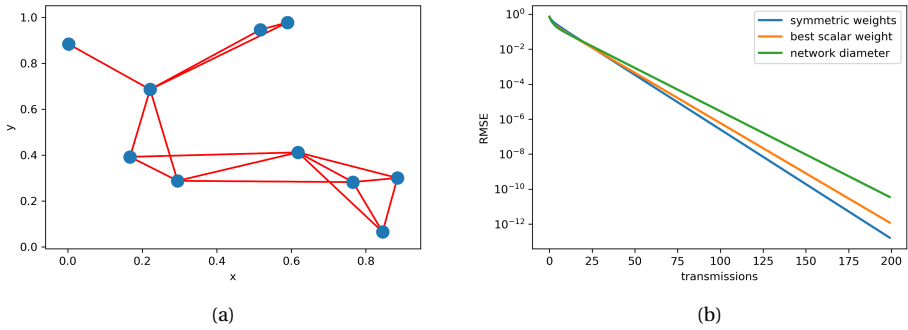 1.0
0.8
0.6
0.4
0.2
0.0
y
0.0 0.2 0.4 0.6 0.8
x
(a)
10⁰
10⁻²
10⁻⁴
10⁻⁶
10⁻⁸
10⁻¹⁰
10⁻¹²
RMSE
symmetric weights
best scalar weight
network diameter
0 25 50 75 100 125 150 175 200
transmissions
(b)